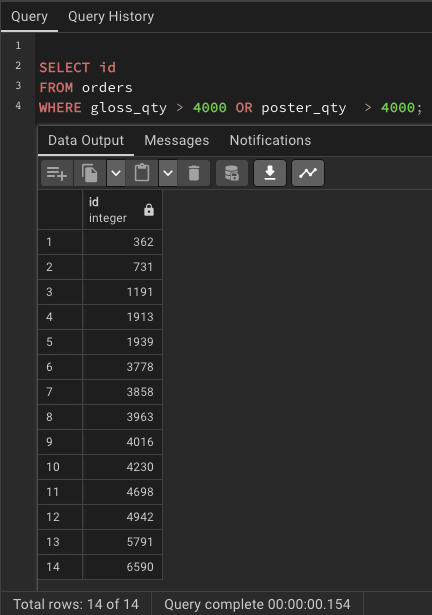 Query Query History
1
2 SELECT id
3 FROM orders
4 WHERE gloss_qty > 4000 OR poster_qty  > 4000;
Data Output Messages Notifications
id
integer
1 362
2 731
3 1191
4 1913
5 1939
6 3778
7 3858
8 3963
9 4016
10 4230
11 4698
12 4942
13 5791
14 6590
Total rows: 14 of 14 Query complete 00:00:00.154